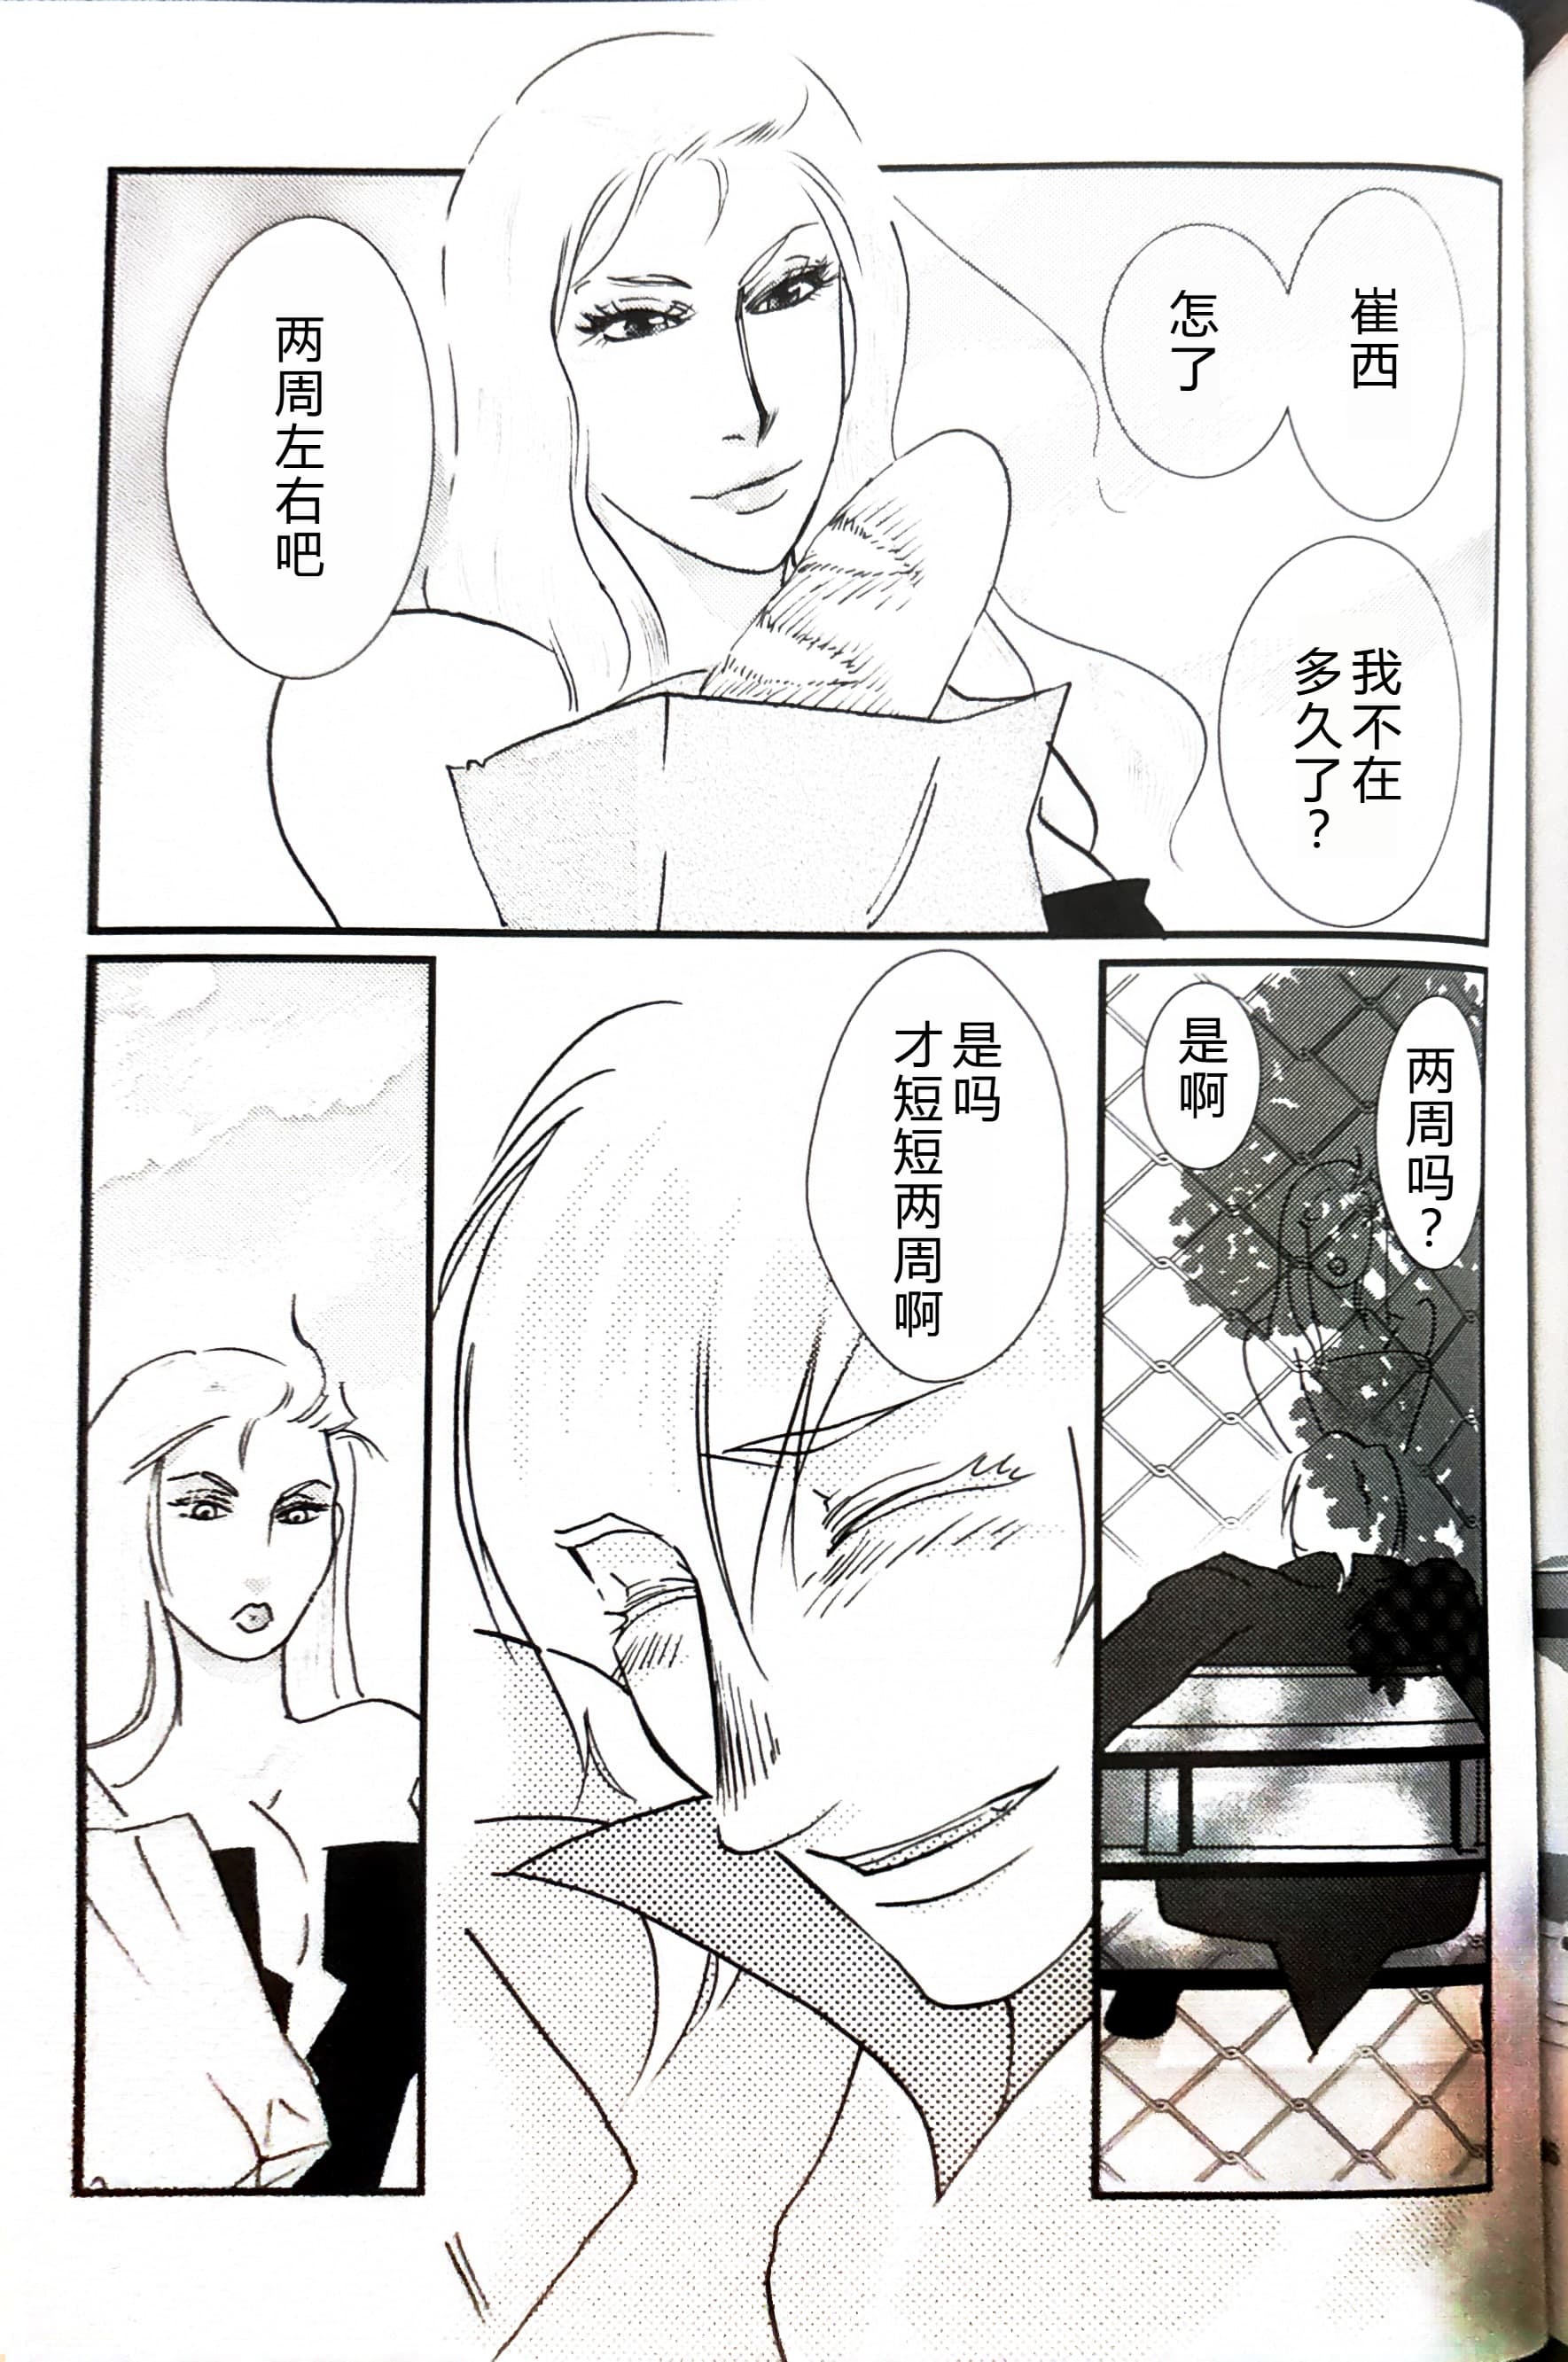 崔西
怎了
我不在
多久了？
两周左右吧
两周吗？
是啊
是吗
才短短两周啊